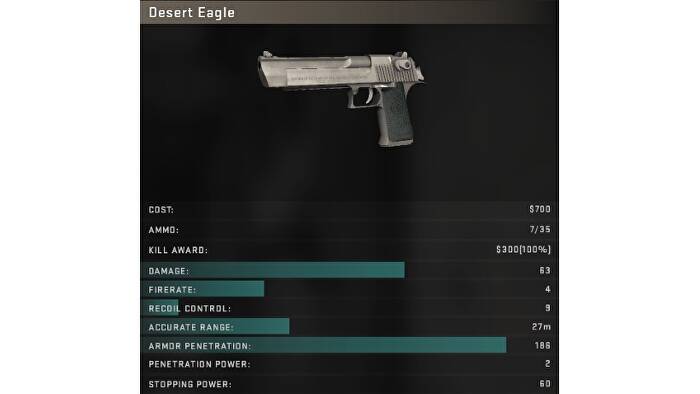 Desert Eagle
COST: $700
AMMO: 7/35
KILL AWARD: $300(100%)
DAMAGE: 63
FIRERATE: 4
RECOIL CONTROL: 9
ACCURATE RANGE: 27m
ARMOR PENETRATION: 186
PENETRATION POWER: 2
STOPPING POWER: 60